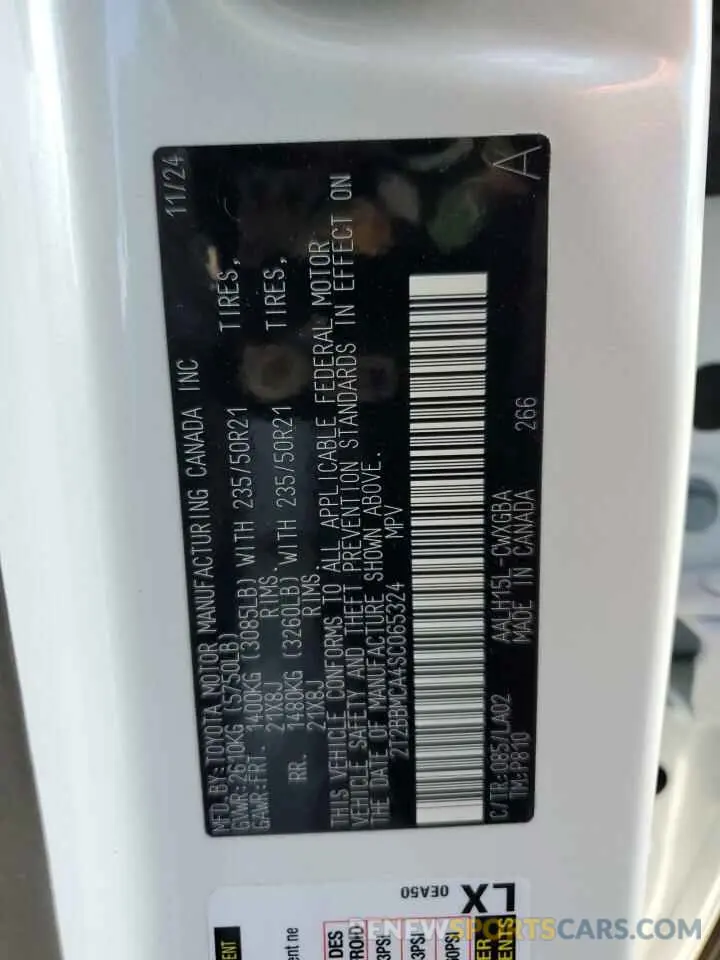 MFD. BY:TOYOTA MOTOR MANUFACTURING CANADA INC 11/24
GVWR:2610KG (5750LB)
GAWR:FRT. 1400KG (3085LB) WITH 235/50R21 TIRES,
21X8J RIMS.
RR. 1480KG (3260LB) WITH 235/50R21 TIRES,
21X8J RIMS.
THIS VEHICLE CONFORMS TO ALL APPLICABLE FEDERAL MOTOR
VEHICLE SAFETY AND THEFT PREVENTION STANDARDS IN EFFECT ON
THE DATE OF MANUFACTURE SHOWN ABOVE.
2T2BBMCA4SC065324 MPV
C/TR:085/LA02 AALH15L-CWXGBA 266
TM:P810 MADE IN CANADA
A
LX
0EA50
DES
3PSI
60PSI
RENEWSPORTSCARS.COM